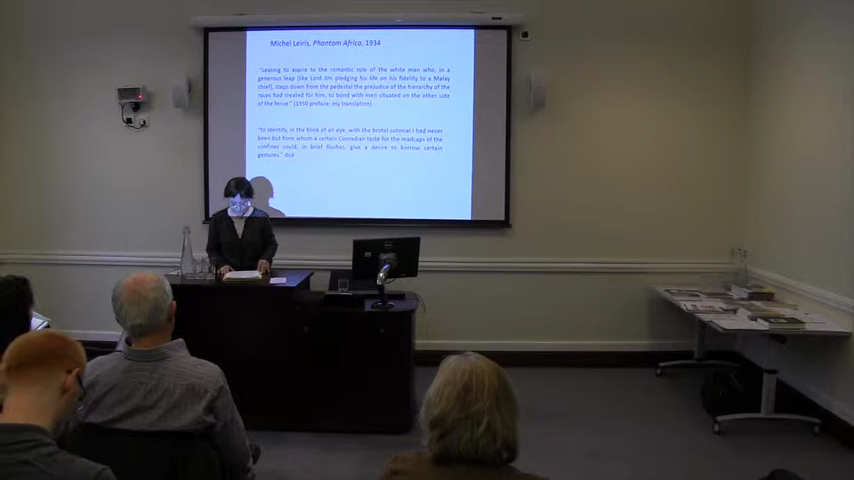 Michel Leiris, Phantom Africa, 1934
"ceasing to aspire to the romantic role of the white man who, in a
generous leap (like Lord Jim pledging his life on his fidelity to a Malay
chief), steps down from the pedestal the prejudice of the hierarchy of the
races had created for him, to bond with men situated on the other side
of the fence." (1950 preface; my translation)
"to identify, in the blink of an eye, with the brutal colonial I had never
been but from whom a certain Conradian taste for the madcaps of the
confines could, in brief flushes, give a desire to borrow certain
gestures." Ibid